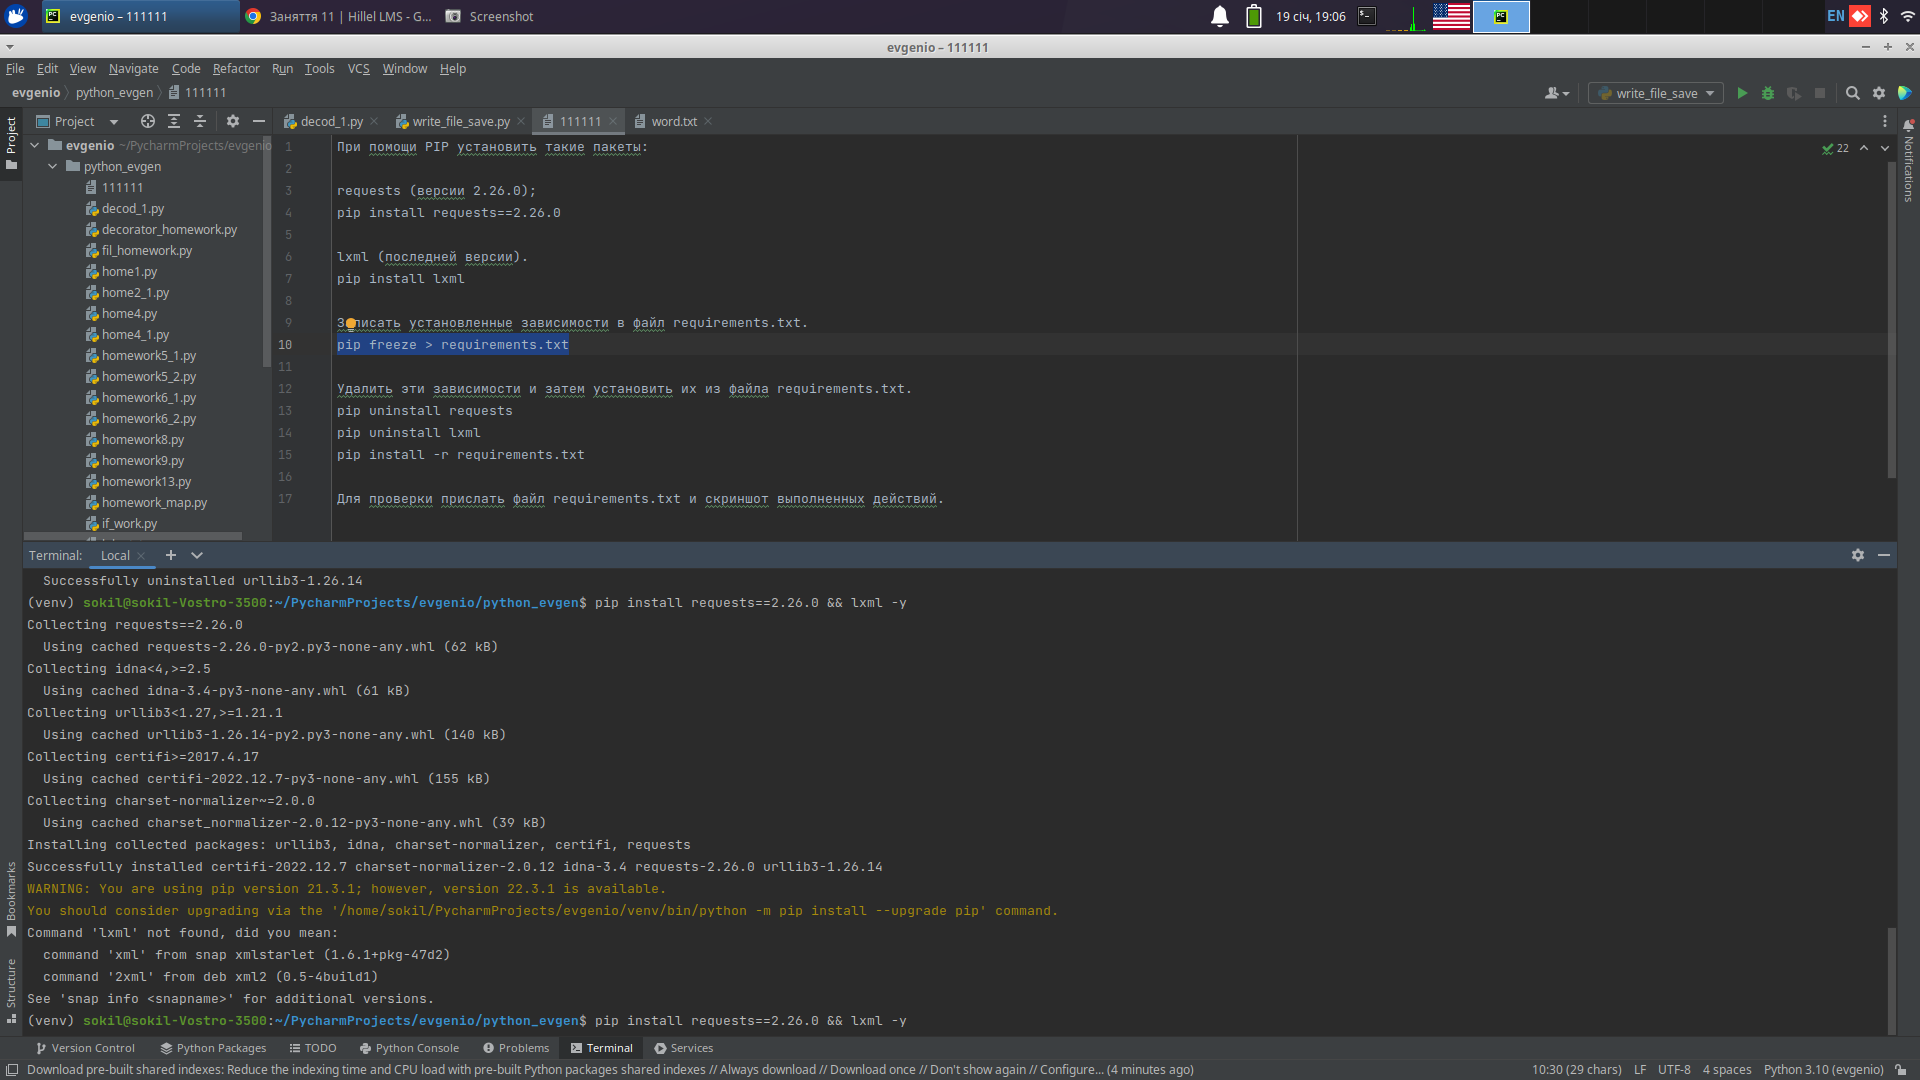 evgenio – 111111
Заняття 11 | Hillel LMS - G...
Screenshot
19 січ, 19:06
EN
evgenio – 111111
File Edit View Navigate Code Refactor Run Tools VCS Window Help
evgenio python_evgen 111111
write_file_save
Project
decod_1.py
write_file_save.py
111111
word.txt
Project
Notifications
evgenio ~/PycharmProjects/evgenio
python_evgen
111111
decod_1.py
decorator_homework.py
fil_homework.py
home1.py
home2_1.py
home4.py
home4_1.py
homework5_1.py
homework5_2.py
homework6_1.py
homework6_2.py
homework8.py
homework9.py
homework13.py
homework_map.py
if_work.py
22
1 При помощи PIP установить такие пакеты:
2
3 requests (версии 2.26.0);
4 pip install requests==2.26.0
5
6 lxml (последней версии).
7 pip install lxml
8
9 Записать установленные зависимости в файл requirements.txt.
10 pip freeze > requirements.txt
11
12 Удалить эти зависимости и затем установить их из файла requirements.txt.
13 pip uninstall requests
14 pip uninstall lxml
15 pip install -r requirements.txt
16
17 Для проверки прислать файл requirements.txt и скриншот выполненных действий.
Terminal: Local
Successfully uninstalled urllib3-1.26.14
(venv) sokil@sokil-Vostro-3500:~/PycharmProjects/evgenio/python_evgen$ pip install requests==2.26.0 && lxml -y
Collecting requests==2.26.0
Using cached requests-2.26.0-py2.py3-none-any.whl (62 kB)
Collecting idna<4,>=2.5
Using cached idna-3.4-py3-none-any.whl (61 kB)
Collecting urllib3<1.27,>=1.21.1
Using cached urllib3-1.26.14-py2.py3-none-any.whl (140 kB)
Collecting certifi>=2017.4.17
Using cached certifi-2022.12.7-py3-none-any.whl (155 kB)
Collecting charset-normalizer~=2.0.0
Using cached charset_normalizer-2.0.12-py3-none-any.whl (39 kB)
Installing collected packages: urllib3, idna, charset-normalizer, certifi, requests
Successfully installed certifi-2022.12.7 charset-normalizer-2.0.12 idna-3.4 requests-2.26.0 urllib3-1.26.14
WARNING: You are using pip version 21.3.1; however, version 22.3.1 is available.
You should consider upgrading via the '/home/sokil/PycharmProjects/evgenio/venv/bin/python -m pip install --upgrade pip' command.
Command 'lxml' not found, did you mean:
command 'xml' from snap xmlstarlet (1.6.1+pkg-47d2)
command '2xml' from deb xml2 (0.5-4build1)
See 'snap info <snapname>' for additional versions.
(venv) sokil@sokil-Vostro-3500:~/PycharmProjects/evgenio/python_evgen$ pip install requests==2.26.0 && lxml -y
Bookmarks
Structure
Version Control Python Packages TODO Python Console Problems Terminal Services
Download pre-built shared indexes: Reduce the indexing time and CPU load with pre-built Python packages shared indexes // Always download // Download once // Don't show again // Configure... (4 minutes ago)
10:30 (29 chars) LF UTF-8 4 spaces Python 3.10 (evgenio)